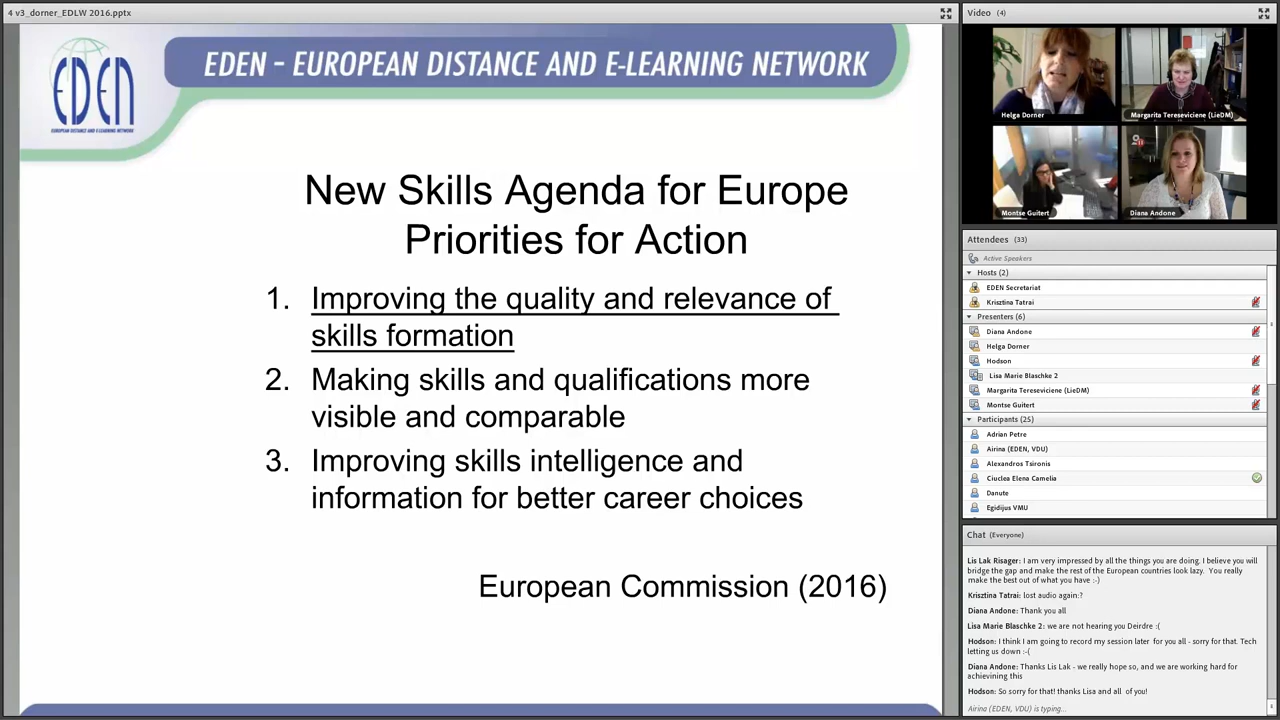 4 v3_dorner_EDLW 2016.pptx
EDEN
EUROPEAN DISTANCE AND E-LEARNING NETWORK
EDEN – EUROPEAN DISTANCE AND E-LEARNING NETWORK
New Skills Agenda for Europe
Priorities for Action
1. Improving the quality and relevance of
skills formation
2. Making skills and qualifications more
visible and comparable
3. Improving skills intelligence and
information for better career choices
European Commission (2016)
Video (4)
Helga Dorner
Margarita Tereseviciene (LieDM)
Montse Guitert
Diana Andone
Attendees (33)
Active Speakers
Hosts (2)
EDEN Secretariat
Krisztina Tatrai
Presenters (6)
Diana Andone
Helga Dorner
Hodson
Lisa Marie Blaschke 2
Margarita Tereseviciene (LieDM)
Montse Guitert
Participants (25)
Adrian Petre
Airina (EDEN, VDU)
Alexandros Tsironis
Ciuclea Elena Camelia
Danute
Egidijus VMU
Chat (Everyone)
Lis Lak Risager: I am very impressed by all the things you are doing. I believe you will
bridge the gap and make the rest of the European countries look lazy. You really
make the best out of what you have :-)
Krisztina Tatrai: lost audio again:?
Diana Andone: Thank you all
Lisa Marie Blaschke 2: we are not hearing you Deirdre :(
Hodson: I think I am going to record my session later for you all - sorry for that. Tech
letting us down :-(
Diana Andone: Thanks Lis Lak - we really hope so, and we are working hard for
achievining this
Hodson: So sorry for that! thanks Lisa and all of you!
Airina (EDEN, VDU) is typing...